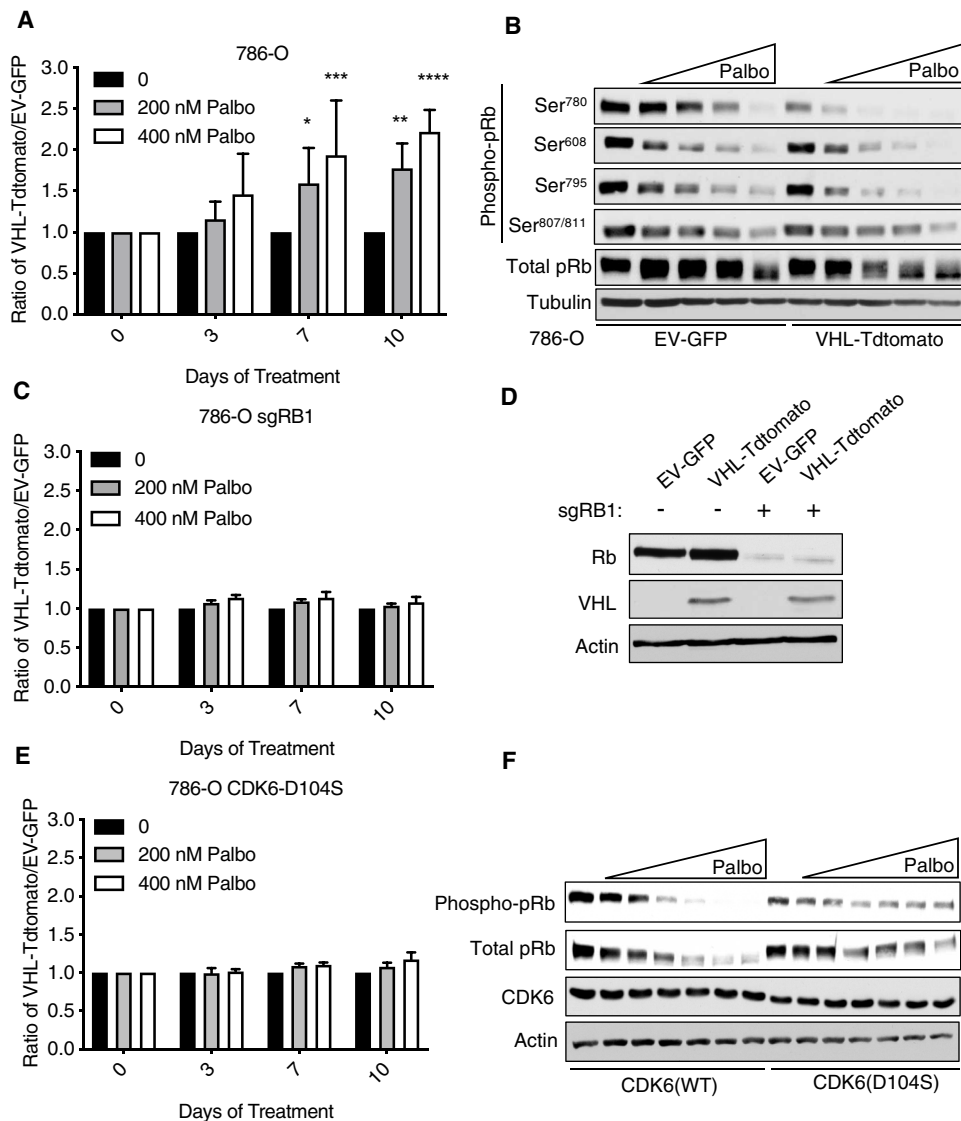 A
786-O
Ratio of VHL-Tdtomato/EV-GFP
3.0
2.5
2.0
1.5
1.0
0.5
0.0
0
200 nM Palbo
400 nM Palbo
*
***
**
****
0
3
7
10
Days of Treatment
B
Palbo
Palbo
Phospho-pRb
Ser780
Ser608
Ser795
Ser807/811
Total pRb
Tubulin
786-O
EV-GFP
VHL-Tdtomato
C
786-O sgRB1
Ratio of VHL-Tdtomato/EV-GFP
3.0
2.5
2.0
1.5
1.0
0.5
0.0
0
200 nM Palbo
400 nM Palbo
0
3
7
10
Days of Treatment
D
EV-GFP
VHL-Tdtomato
EV-GFP
VHL-Tdtomato
sgRB1: - - + +
Rb
VHL
Actin
E
786-O CDK6-D104S
Ratio of VHL-Tdtomato/EV-GFP
3.0
2.5
2.0
1.5
1.0
0.5
0.0
0
200 nM Palbo
400 nM Palbo
0
3
7
10
Days of Treatment
F
Palbo
Palbo
Phospho-pRb
Total pRb
CDK6
Actin
CDK6(WT)
CDK6(D104S)